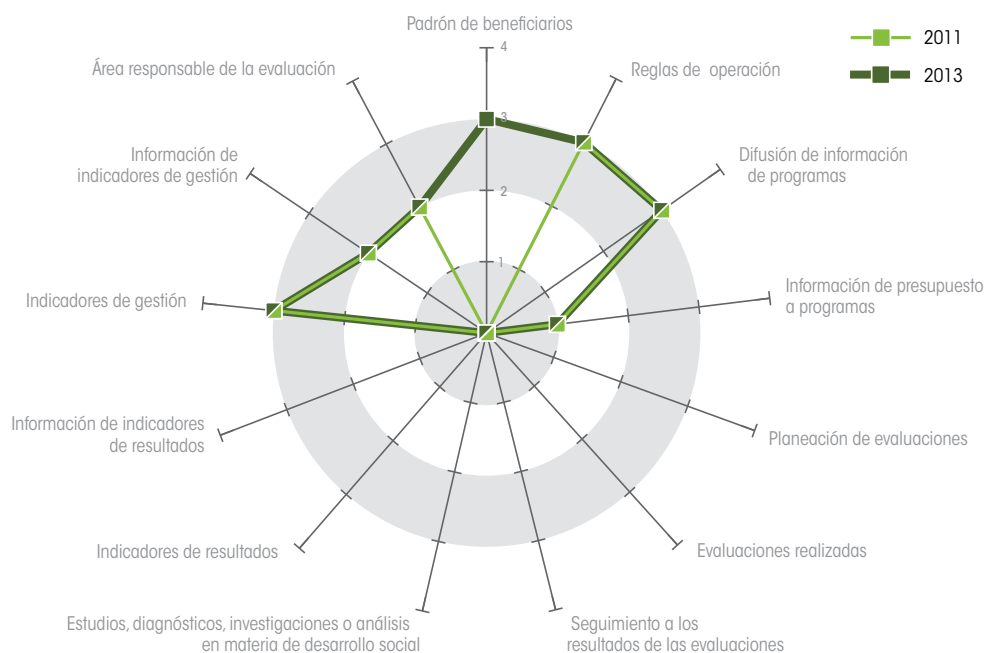 Padrón de beneficiarios
4
3
2
1
2011
2013
Reglas de operación
Difusión de información
de programas
Información de presupuesto
a programas
Planeación de evaluaciones
Evaluaciones realizadas
Seguimiento a los
resultados de las evaluaciones
Estudios, diagnósticos, investigaciones o análisis
en materia de desarrollo social
Indicadores de resultados
Información de indicadores
de resultados
Indicadores de gestión
Información de
indicadores de gestión
Área responsable de la evaluación